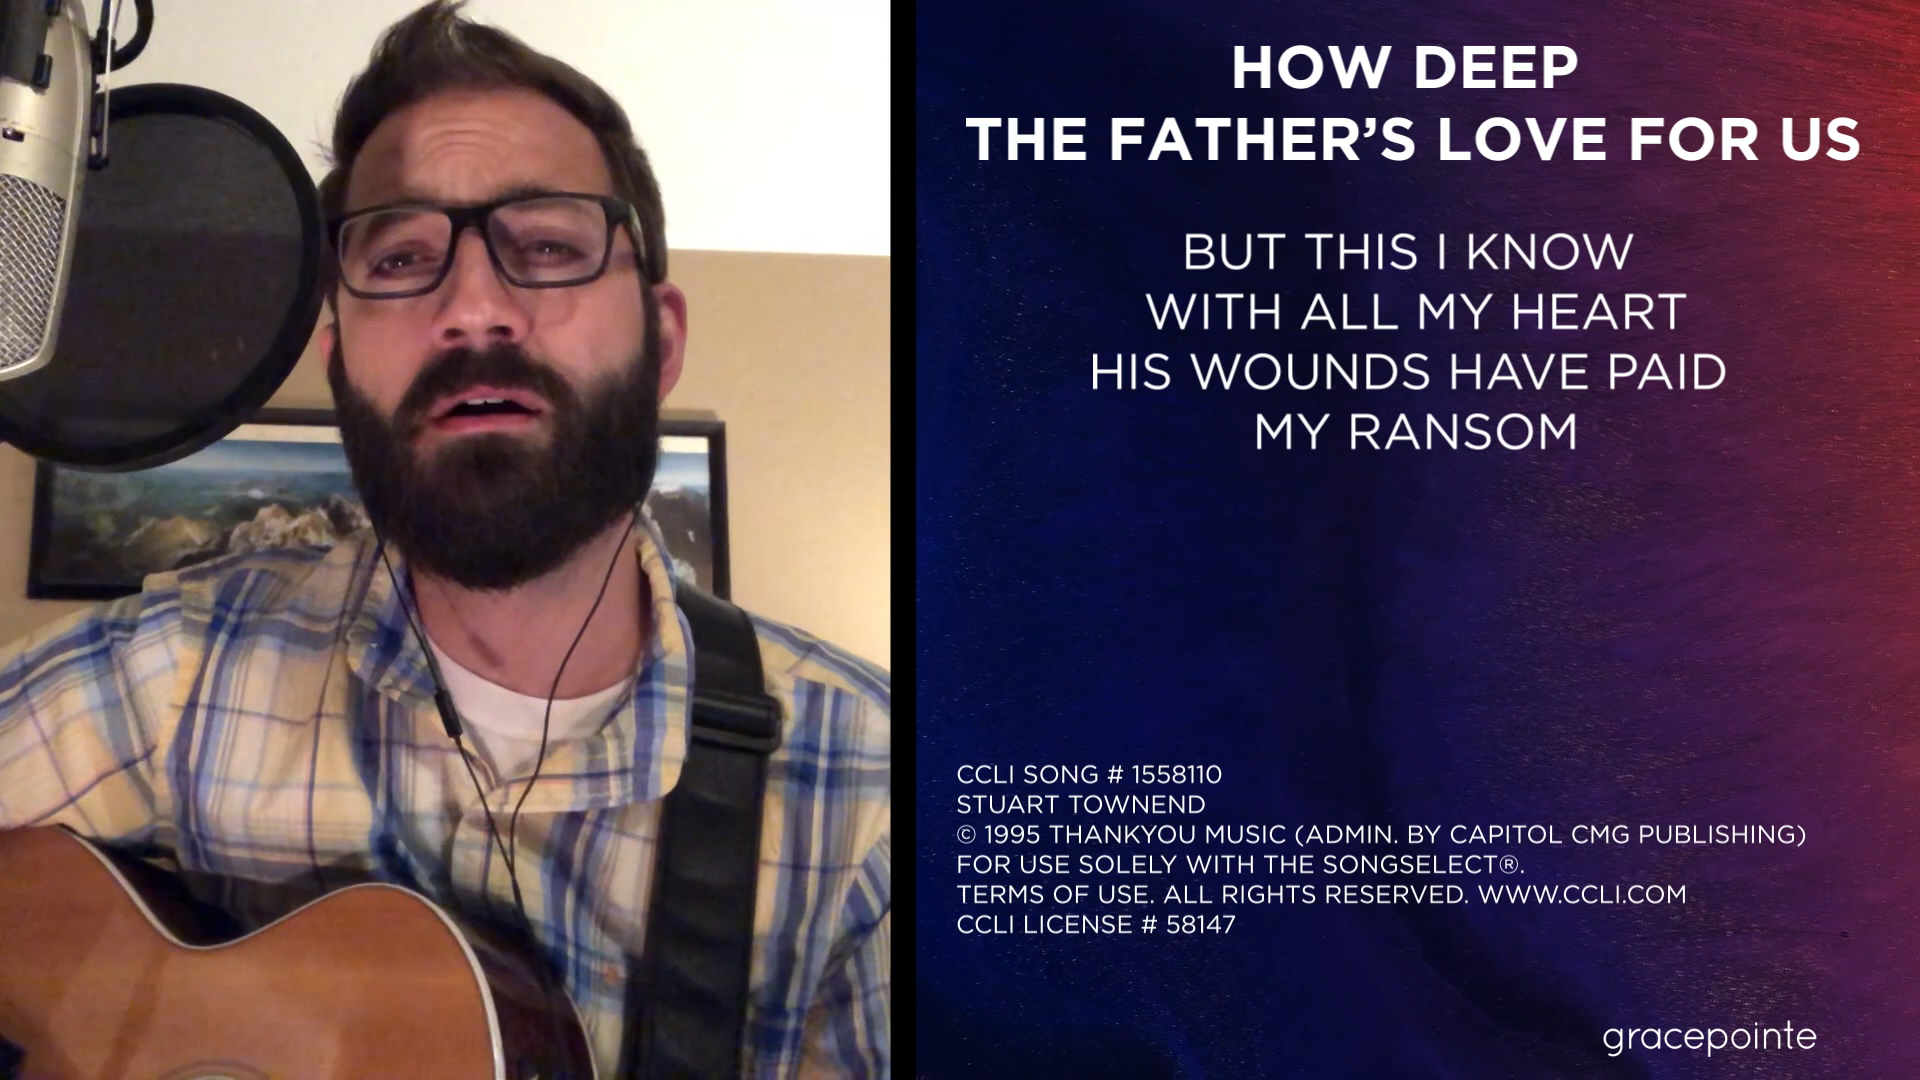 HOW DEEP
THE FATHER’S LOVE FOR US
BUT THIS I KNOW
WITH ALL MY HEART
HIS WOUNDS HAVE PAID
MY RANSOM
CCLI SONG # 1558110
STUART TOWNEND
© 1995 THANKYOU MUSIC (ADMIN. BY CAPITOL CMG PUBLISHING)
FOR USE SOLELY WITH THE SONGSELECT®.
TERMS OF USE. ALL RIGHTS RESERVED. WWW.CCLI.COM
CCLI LICENSE # 58147
gracepointe